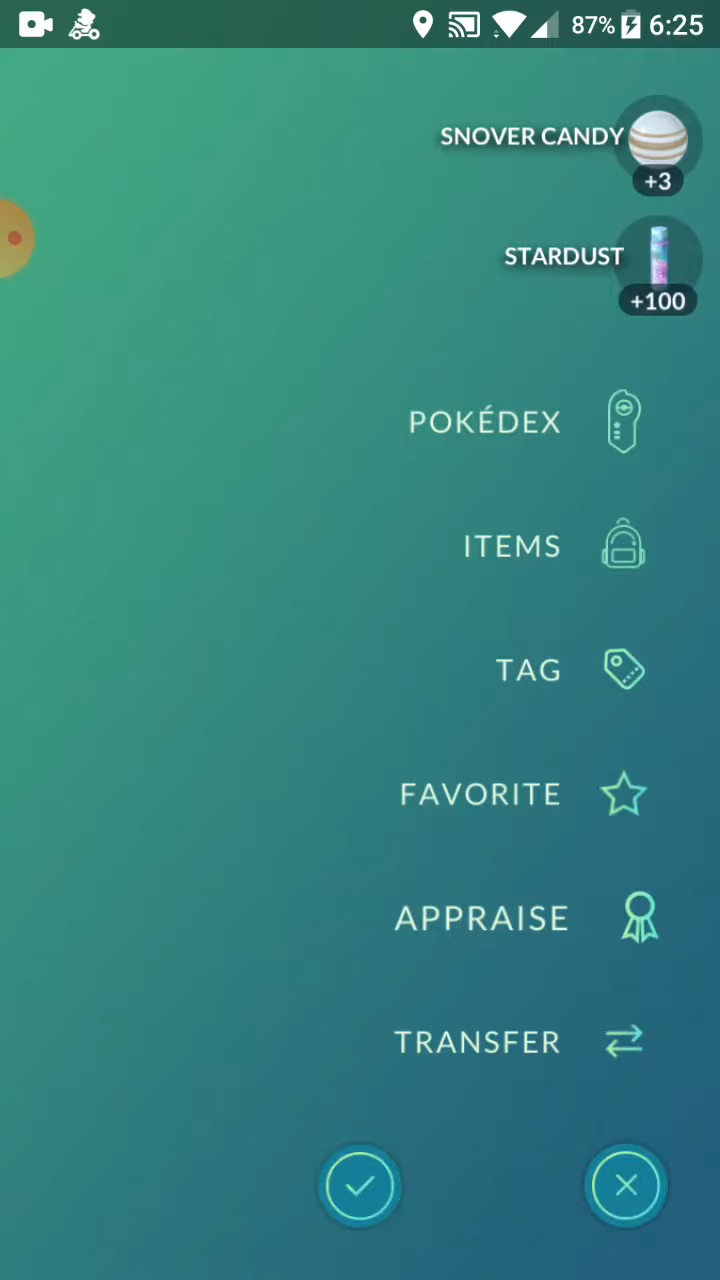 87% 6:25
SNOVER CANDY
+3
STARDUST
+100
POKÉDEX
ITEMS
TAG
FAVORITE
APPRAISE
TRANSFER